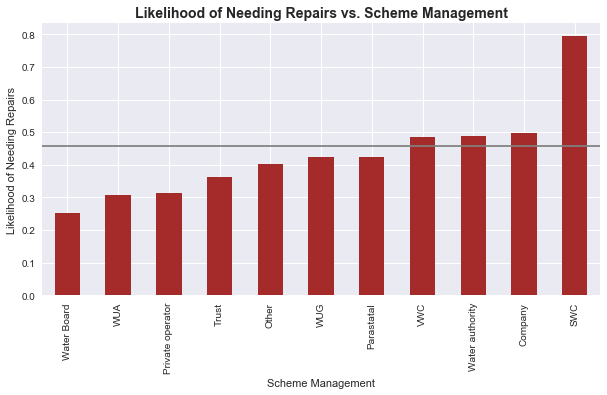 Likelihood of Needing Repairs vs. Scheme Management
Likelihood of Needing Repairs
0.8
0.7
0.6
0.5
0.4
0.3
0.2
0.1
0.0
Water Board
WUA
Private operator
Trust
Other
WUG
Parastatal
VWC
Water authority
Company
SWC
Scheme Management